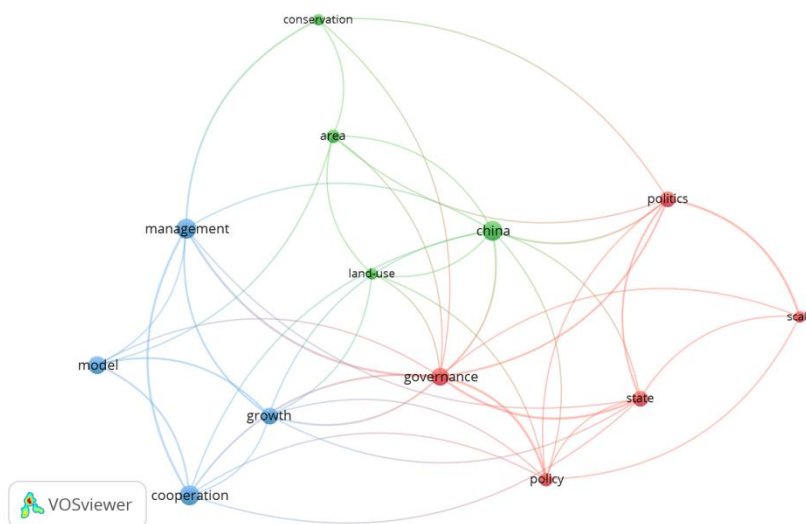 conservation
area
politics
management
china
land-use
scal
model
governance
growth
state
policy
cooperation
VOSviewer